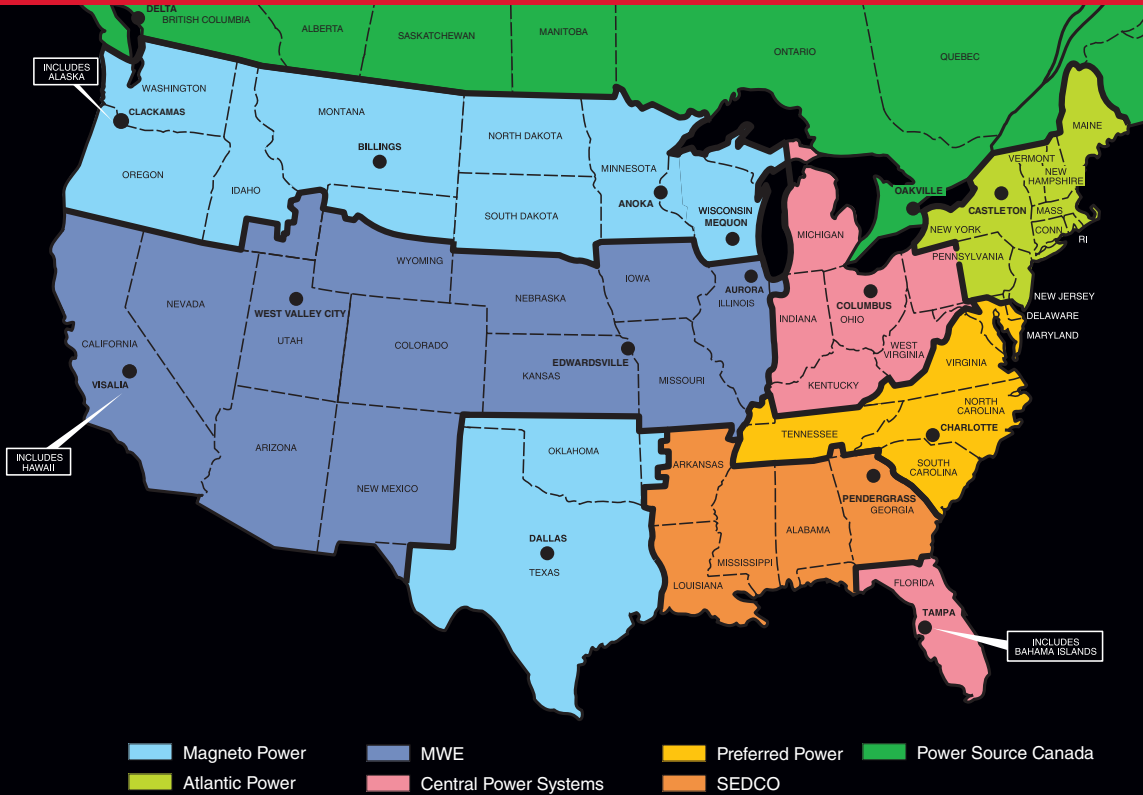 DELTA
BRITISH COLUMBIA
ALBERTA
SASKATCHEWAN
MANITOBA
ONTARIO
QUEBEC
INCLUDES
ALASKA
WASHINGTON
CLACKAMAS
OREGON
IDAHO
MONTANA
BILLINGS
NORTH DAKOTA
SOUTH DAKOTA
MINNESOTA
ANOKA
WISCONSIN
MEQUON
MICHIGAN
OAKVILLE
MAINE
VERMONT
NEW
HAMPSHIRE
CASTLETON
MASS
NEW YORK
CONN
RI
PENNSYLVANIA
NEW JERSEY
DELAWARE
MARYLAND
WYOMING
NEBRASKA
IOWA
AURORA
ILLINOIS
INDIANA
COLUMBUS
OHIO
WEST
VIRGINIA
VIRGINIA
KENTUCKY
NEVADA
WEST VALLEY CITY
UTAH
COLORADO
CALIFORNIA
VISALIA
EDWARDSVILLE
KANSAS
MISSOURI
INCLUDES
HAWAII
ARIZONA
NEW MEXICO
OKLAHOMA
DALLAS
TEXAS
ARKANSAS
TENNESSEE
NORTH
CAROLINA
CHARLOTTE
SOUTH
CAROLINA
PENDERGRASS
GEORGIA
ALABAMA
MISSISSIPPI
LOUISIANA
FLORIDA
TAMPA
INCLUDES
BAHAMA ISLANDS
Magneto Power
MWE
Preferred Power
Power Source Canada
Atlantic Power
Central Power Systems
SEDCO